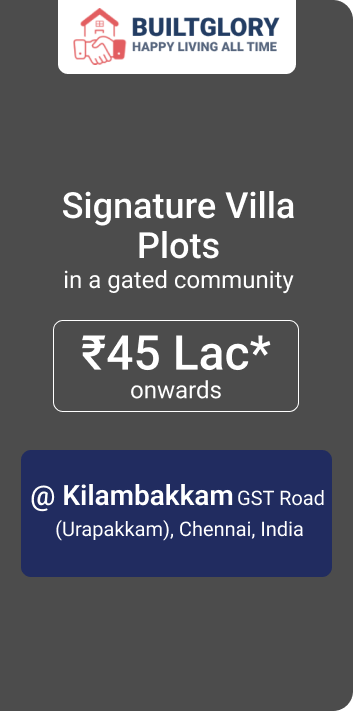 BUILTGLORY
HAPPY LIVING ALL TIME
Signature Villa
Plots
in a gated community
₹45 Lac*
onwards
@ Kilambakkam GST Road
(Urapakkam), Chennai, India